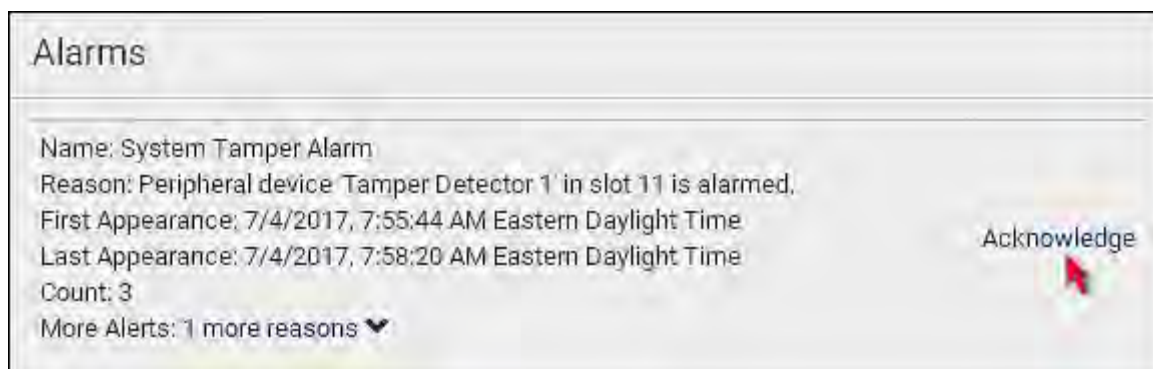 Alarms
Name: System Tamper Alarm
Reason: Peripheral device 'Tamper Detector 1' in slot 11 is alarmed.
First Appearance: 7/4/2017, 7:55:44 AM Eastern Daylight Time
Last Appearance: 7/4/2017, 7:58:20 AM Eastern Daylight Time
Acknowledge
Count: 3
More Alerts: 1 more reasons